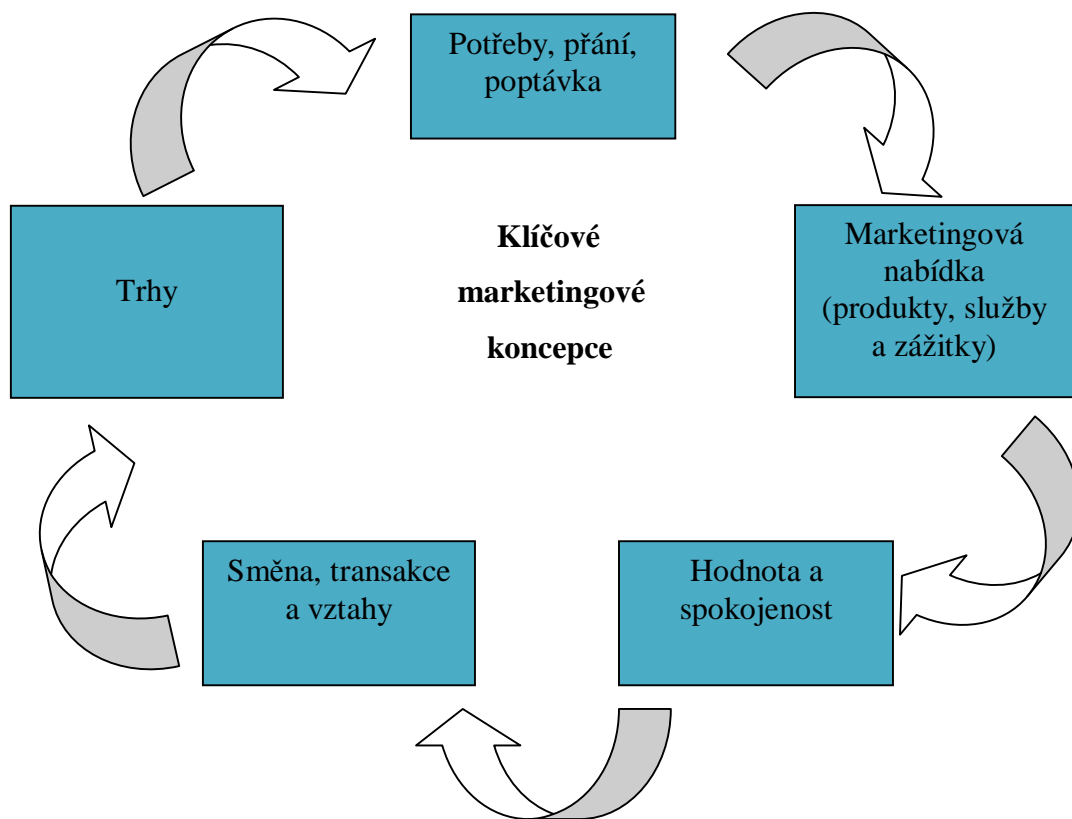 Potřeby, přání,
poptávka
Marketingová
nabídka
(produkty, služby
a zážitky)
Hodnota a
spokojenost
Směna, transakce
a vztahy
Trhy
Klíčové
marketingové
koncepce